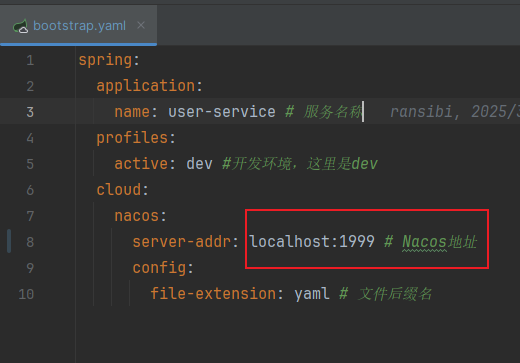 bootstrap.yaml ×
1 spring:
2 application:
3 name: user-service # 服务名称 ransibi, 2025/3
4 profiles:
5 active: dev #开发环境，这里是dev
6 cloud:
7 nacos:
8 server-addr: localhost:1999 # Nacos地址
9 config:
10 file-extension: yaml # 文件后缀名